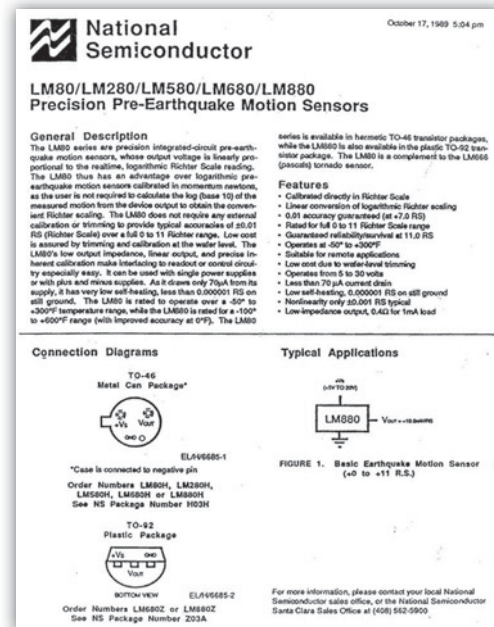 National
Semiconductor
October 17, 1989 5:04 pm
LM80/LM280/LM580/LM680/LM880
Precision Pre-Earthquake Motion Sensors
General Description
The LM80 series are precision integrated-circuit pre-earth-
quake motion sensors, whose output voltage is linearly pro-
portional to the realtime, logarithmic Richter Scale reading.
The LM80 thus has an advantage over logarithmic pre-
earthquake motion sensors calibrated in momentum newtons,
as the user is not required to calculate the log (base 10) of the
measured motion from the device output to obtain the conven-
ient Richter scaling. The LM80 does not require any external
calibration or trimming to provide typical accuracies of ±0.01
RS (Richter Scale) over a full 0 to 11 Richter range. Low cost
is assured by trimming and calibration at the wafer level. The
LM80's low output impedance, linear output, and precise in-
herent calibration make interfacing to readout or control circui-
try especially easy. It can be used with single power supplies
or with plus and minus supplies. As it draws only 70µA from its
supply, it has very low self-heating, less than 0.000001 RS on
still ground. The LM80 is rated to operate over a -50° to
+300°F temperature range, while the LM680 is rated for a -100°
to +600°F range (with improved accuracy at 0°F). The LM80
series is available in hermetic TO-46 transistor packages,
while the LM680 is also available in the plastic TO-92 tran-
sistor package. The LM80 is a complement to the LM666
(pascals) tornado sensor.
Features
• Calibrated directly in Richter Scale
• Linear conversion of logarithmic Richter scaling
• 0.01 accuracy guaranteed (at +7.0 RS)
• Rated for full 0 to 11 Richter Scale range
• Guaranteed reliability/survival at 11.0 RS
• Operates at -50° to +300°F
• Suitable for remote applications
• Low cost due to wafer-level trimming
• Operates from 5 to 30 volts
• Less than 70 µA current drain
• Low self-heating, 0.000001 RS on still ground
• Nonlinearity only ±0.001 RS typical
• Low-impedance output, 0.4Ω for 1mA load
Connection Diagrams
TO-46
Metal Can Package*
+Vs
VOUT
GND
EL/H/6685-1
*Case is connected to negative pin
Order Numbers LM80H, LM280H,
LM580H, LM680H or LM880H
See NS Package Number H03H
TO-92
Plastic Package
+Vs GND
VOUT
BOTTOM VIEW
EL/H/6685-2
Order Numbers LM680Z or LM880Z
See NS Package Number Z03A
Typical Applications
+Vs
LM880
FIGURE 1. Basic Earthquake Motion Sensor
(+0 to +11 R.S.)
For more information, please contact your local National
Semiconductor sales office, or the National Semiconductor
Santa Clara Sales Office at (408) 562-5900